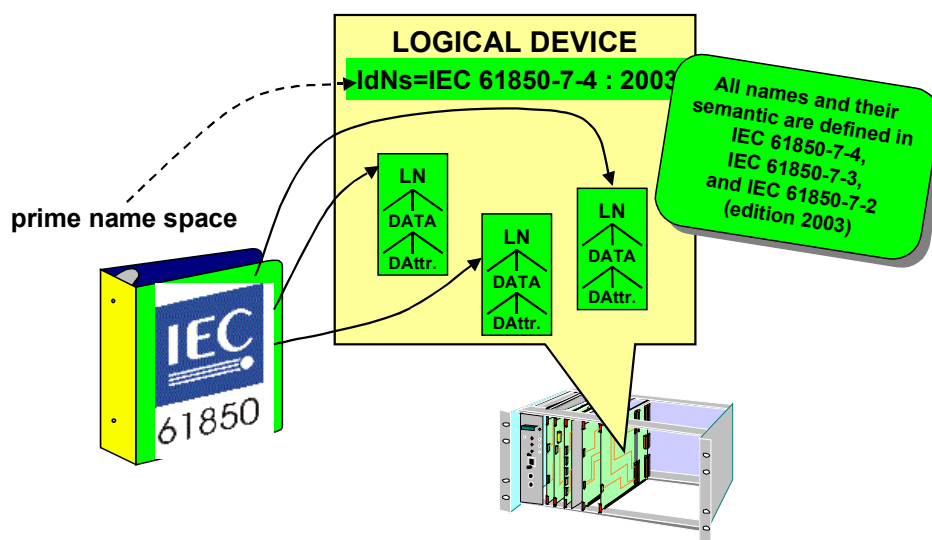 LOGICAL DEVICE
IdNs=IEC 61850-7-4 : 2003
All names and their
semantic are defined in
IEC 61850-7-4,
IEC 61850-7-3,
and IEC 61850-7-2
(edition 2003)
prime name space
LN
DATA
DAttr.
LN
DATA
DAttr.
LN
DATA
DAttr.
IEC
61850